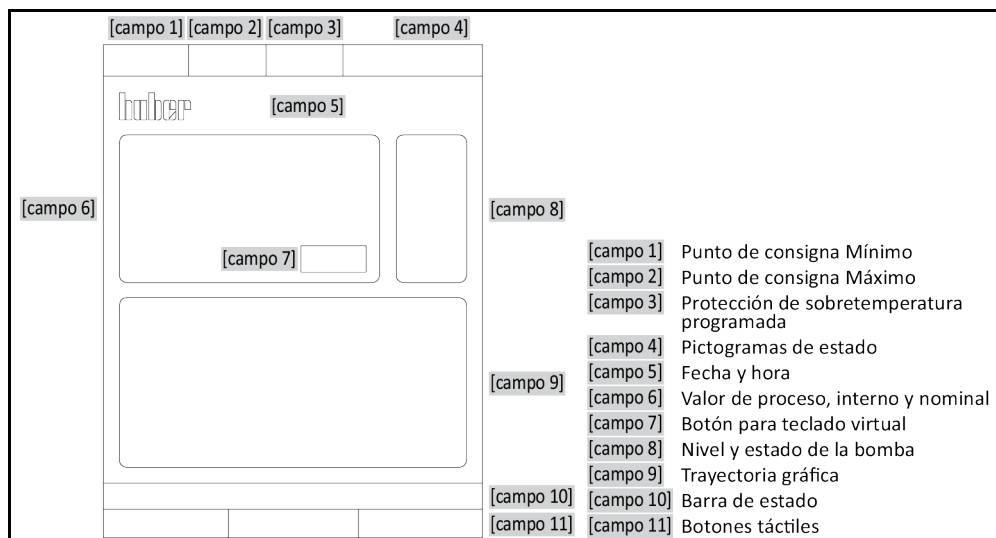 [campo 1] [campo 2] [campo 3] [campo 4]
huber [campo 5]
[campo 6]
[campo 8]
[campo 7]
[campo 9]
[campo 10]
[campo 11]
[campo 1] Punto de consigna Mínimo
[campo 2] Punto de consigna Máximo
[campo 3] Protección de sobretemperatura
programada
[campo 4] Pictogramas de estado
[campo 5] Fecha y hora
[campo 6] Valor de proceso, interno y nominal
[campo 7] Botón para teclado virtual
[campo 8] Nivel y estado de la bomba
[campo 9] Trayectoria gráfica
[campo 10] Barra de estado
[campo 11] Botones táctiles